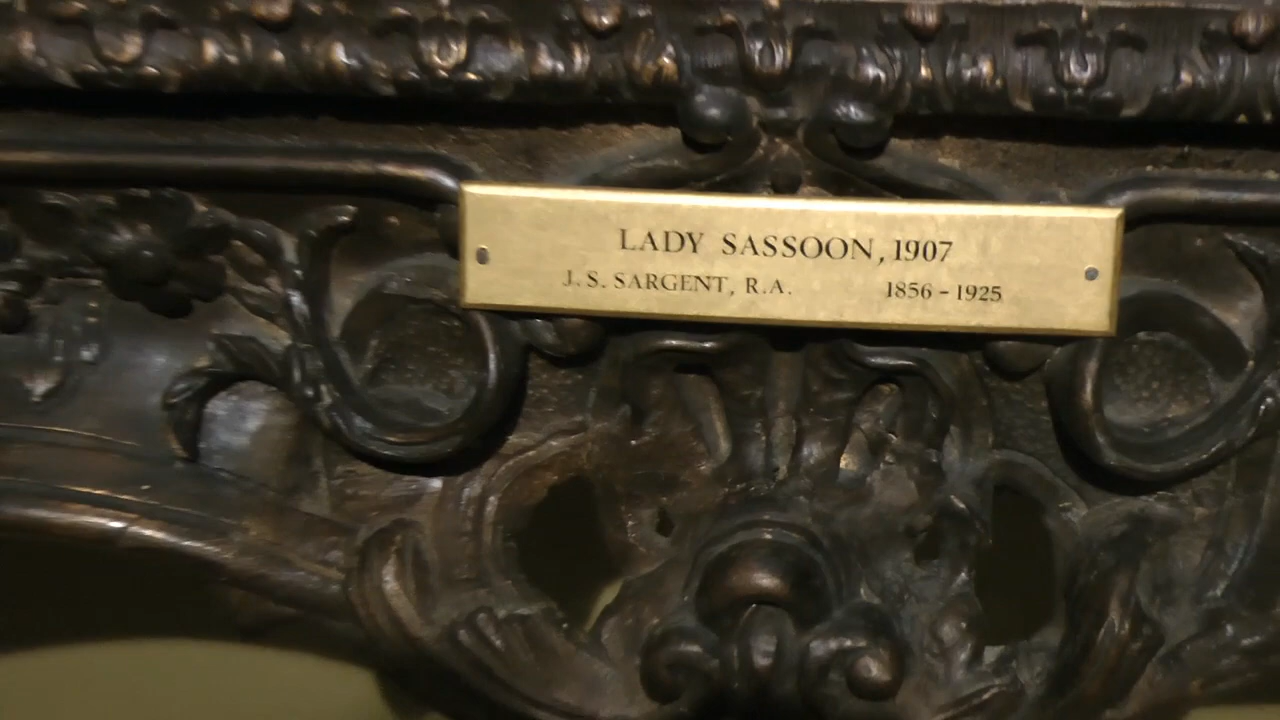 LADY SASSOON, 1907
J. S. SARGENT, R.A. 1856 - 1925